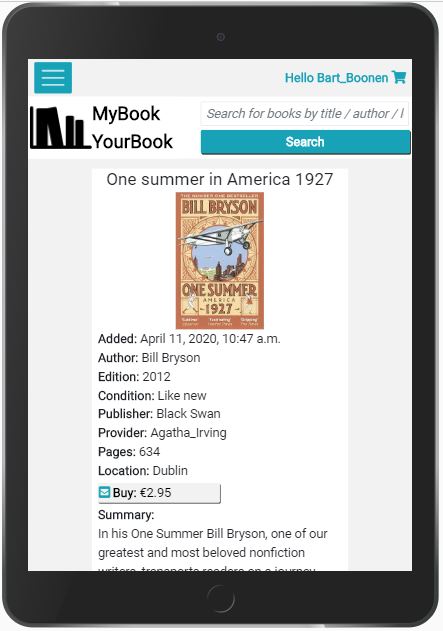 Hello Bart_Boonen
MyBook
YourBook
Search for books by title / author / I
Search
One summer in America 1927
THE NUMBER ONE BESTSELLER
BILL BRYSON
ONE SUMMER
AMERICA
1927
Added: April 11, 2020, 10:47 a.m.
Author: Bill Bryson
Edition: 2012
Condition: Like new
Publisher: Black Swan
Provider: Agatha_Irving
Pages: 634
Location: Dublin
Buy: €2.95
Summary:
In his One Summer Bill Bryson, one of our
greatest and most beloved nonfiction
writers, transports readers on a journey